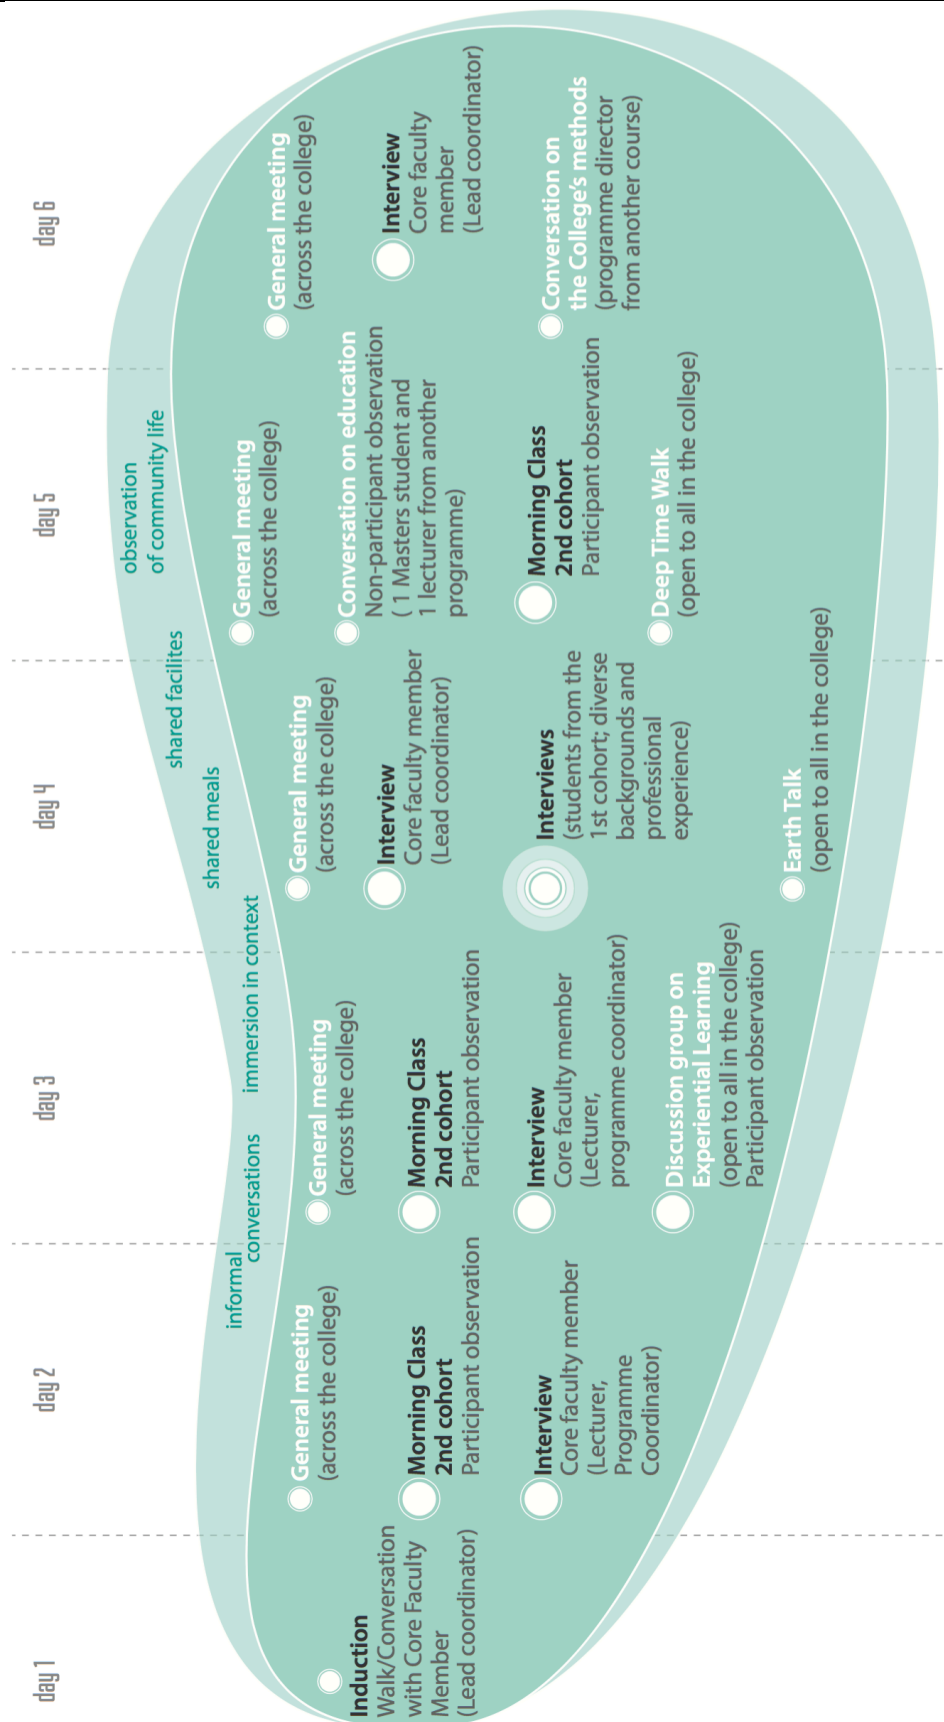 day 1
day 2
day 3
day 4
day 5
day 6
informal
conversations
immersion in context
shared meals
shared facilites
observation
of community life
Induction
Walk/Conversation
with Core Faculty
Member
(Lead coordinator)
General meeting
(across the college)
Morning Class
2nd cohort
Participant observation
Interview
Core faculty member
(Lecturer,
Programme
Coordinator)
General meeting
(across the college)
Morning Class
2nd cohort
Participant observation
Interview
Core faculty member
(Lecturer,
programme coordinator)
Discussion group on
Experiential Learning
(open to all in the college)
Participant observation
General meeting
(across the college)
Interview
Core faculty member
(Lead coordinator)
Interviews
(students from the
1st cohort; diverse
backgrounds and
professional
experience)
Earth Talk
(open to all in the college)
General meeting
(across the college)
Conversation on education
Non-participant observation
( 1 Masters student and
1 lecturer from another
programme)
Morning Class
2nd cohort
Participant observation
Deep Time Walk
(open to all in the college)
General meeting
(across the college)
Interview
Core faculty
member
(Lead coordinator)
Conversation on
the College's methods
(programme director
from another course)